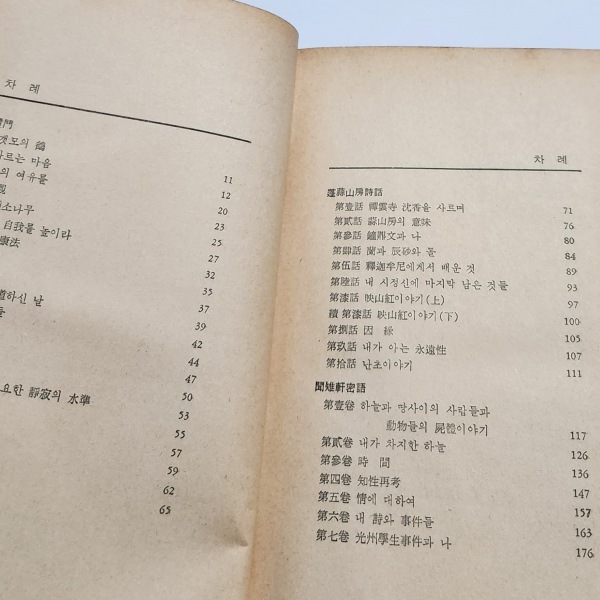 차 례
갯모의 鶴
르는 마음
의 여유를
11
12
소나무
20
自我를 높이라
23
康法
25
27
32
35
하신 날
37
들
39
42
44
47
요한 靜寂의 水準
50
53
55
57
59
62
65
차 례
蓬蒜山房詩話
第壹話 禪雲寺 沈香을 사르며 71
第貳話 蒜山房의 意味 76
第參話 鐘鼎文과 나 80
第肆話 蘭과 辰砂와 돌 84
第伍話 釋迦牟尼에게서 배운 것 89
第陸話 내 시정신에 마지막 남은 것들 93
第漆話 映山紅이야기(上) 97
續 第漆話 映山紅이야기(下) 100
第捌話 因緣 105
第玖話 내가 아는 永遠性 107
第拾話 난초이야기 111
聞雉軒密語
第壹卷 하늘과 땅사이의 사람들과
動物들의 屍體이야기 117
第貳卷 내가 차지한 하늘 126
第參卷 時間 136
第四卷 知性再考 147
第五卷 情에 대하여 157
第六卷 내 詩와 事件들 163
第七卷 光州學生事件과 나 176